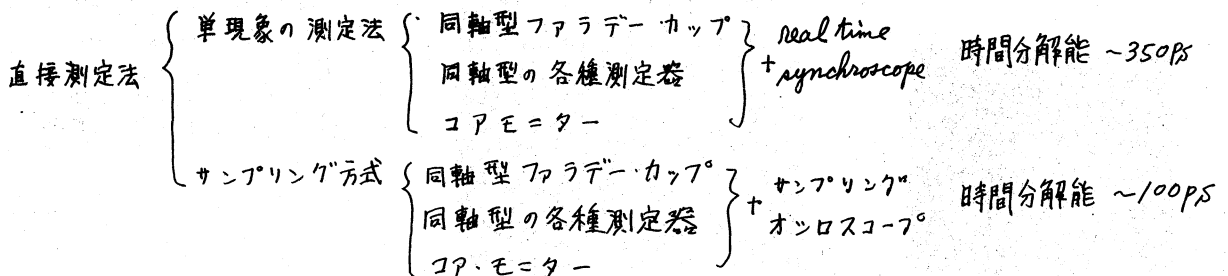 直接測定法
単現象の測定法
同軸型ファラデー・カップ
同軸型の各種測定器
コアモニター
+ real time synchroscope
時間分解能 ~350ps
サンプリング方式
同軸型ファラデー・カップ
同軸型の各種測定器
コア・モニター
+ サンプリング オシロスコープ
時間分解能 ~100ps